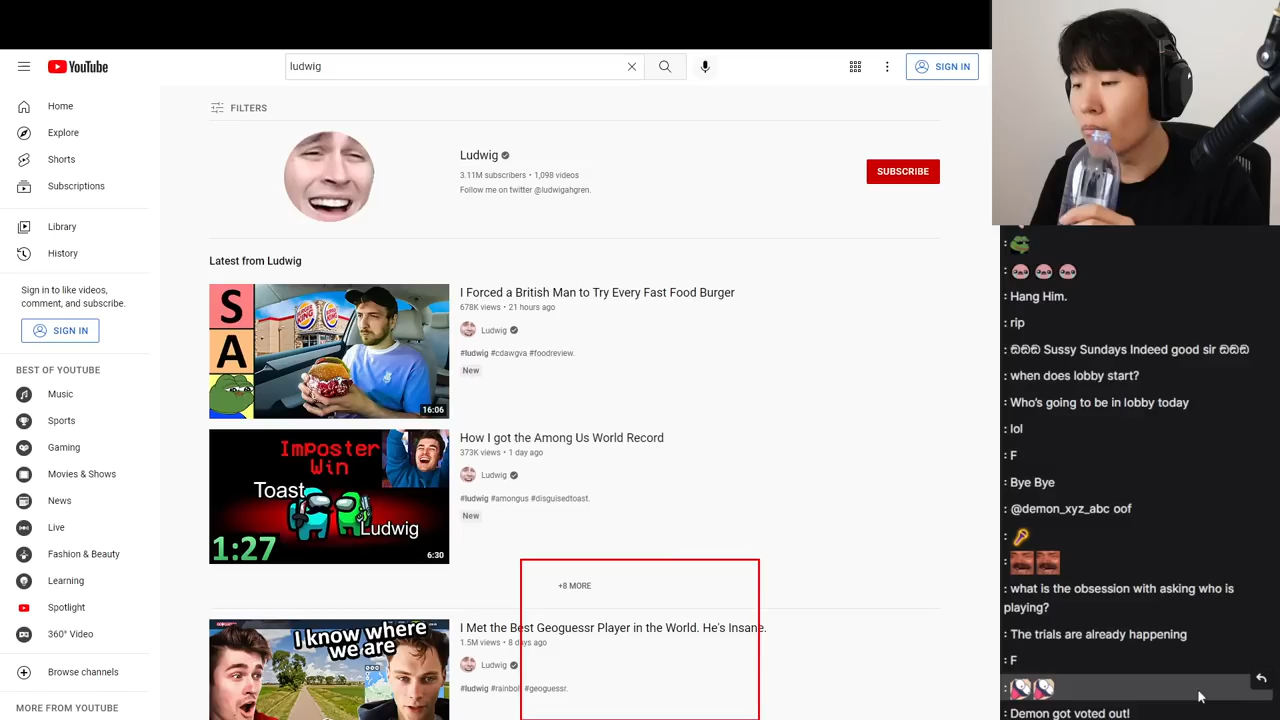 YouTube
ludwig
SIGN IN
Home
Explore
Shorts
Subscriptions
Library
History
Sign in to like videos,
comment, and subscribe.
SIGN IN
BEST OF YOUTUBE
Music
Sports
Gaming
Movies & Shows
News
Live
Fashion & Beauty
Learning
Spotlight
360° Video
Browse channels
MORE FROM YOUTUBE
FILTERS
Ludwig
3.11M subscribers • 1,098 videos
Follow me on twitter @ludwigahgren.
SUBSCRIBE
Latest from Ludwig
S
A
BURGER KING
BURGER KING
16:06
I Forced a British Man to Try Every Fast Food Burger
678K views • 21 hours ago
Ludwig
#ludwig #cdawgva #foodreview.
New
Imposter
Win
Toast
Ludwig
1:27
6:30
How I got the Among Us World Record
373K views • 1 day ago
Ludwig
#ludwig #amongus #disguisedtoast.
New
+8 MORE
I know where
we are
I Met the Best Geoguessr Player in the World. He's Insane.
1.5M views • 8 days ago
Ludwig
#ludwig #rainbolt #geoguessr.
:
:
: Hang Him.
: rip
: ඞඞඞ Sussy Sundays Indeed good sir ඞඞඞ
: when does lobby start?
: Who's going to be in lobby today
: lol
: F
: Bye Bye
: @demon_xyz_abc oof
:
:
: what is the obsession with asking who is
playing?
: The trials are already happening
: F
:
: Demon got voted out!